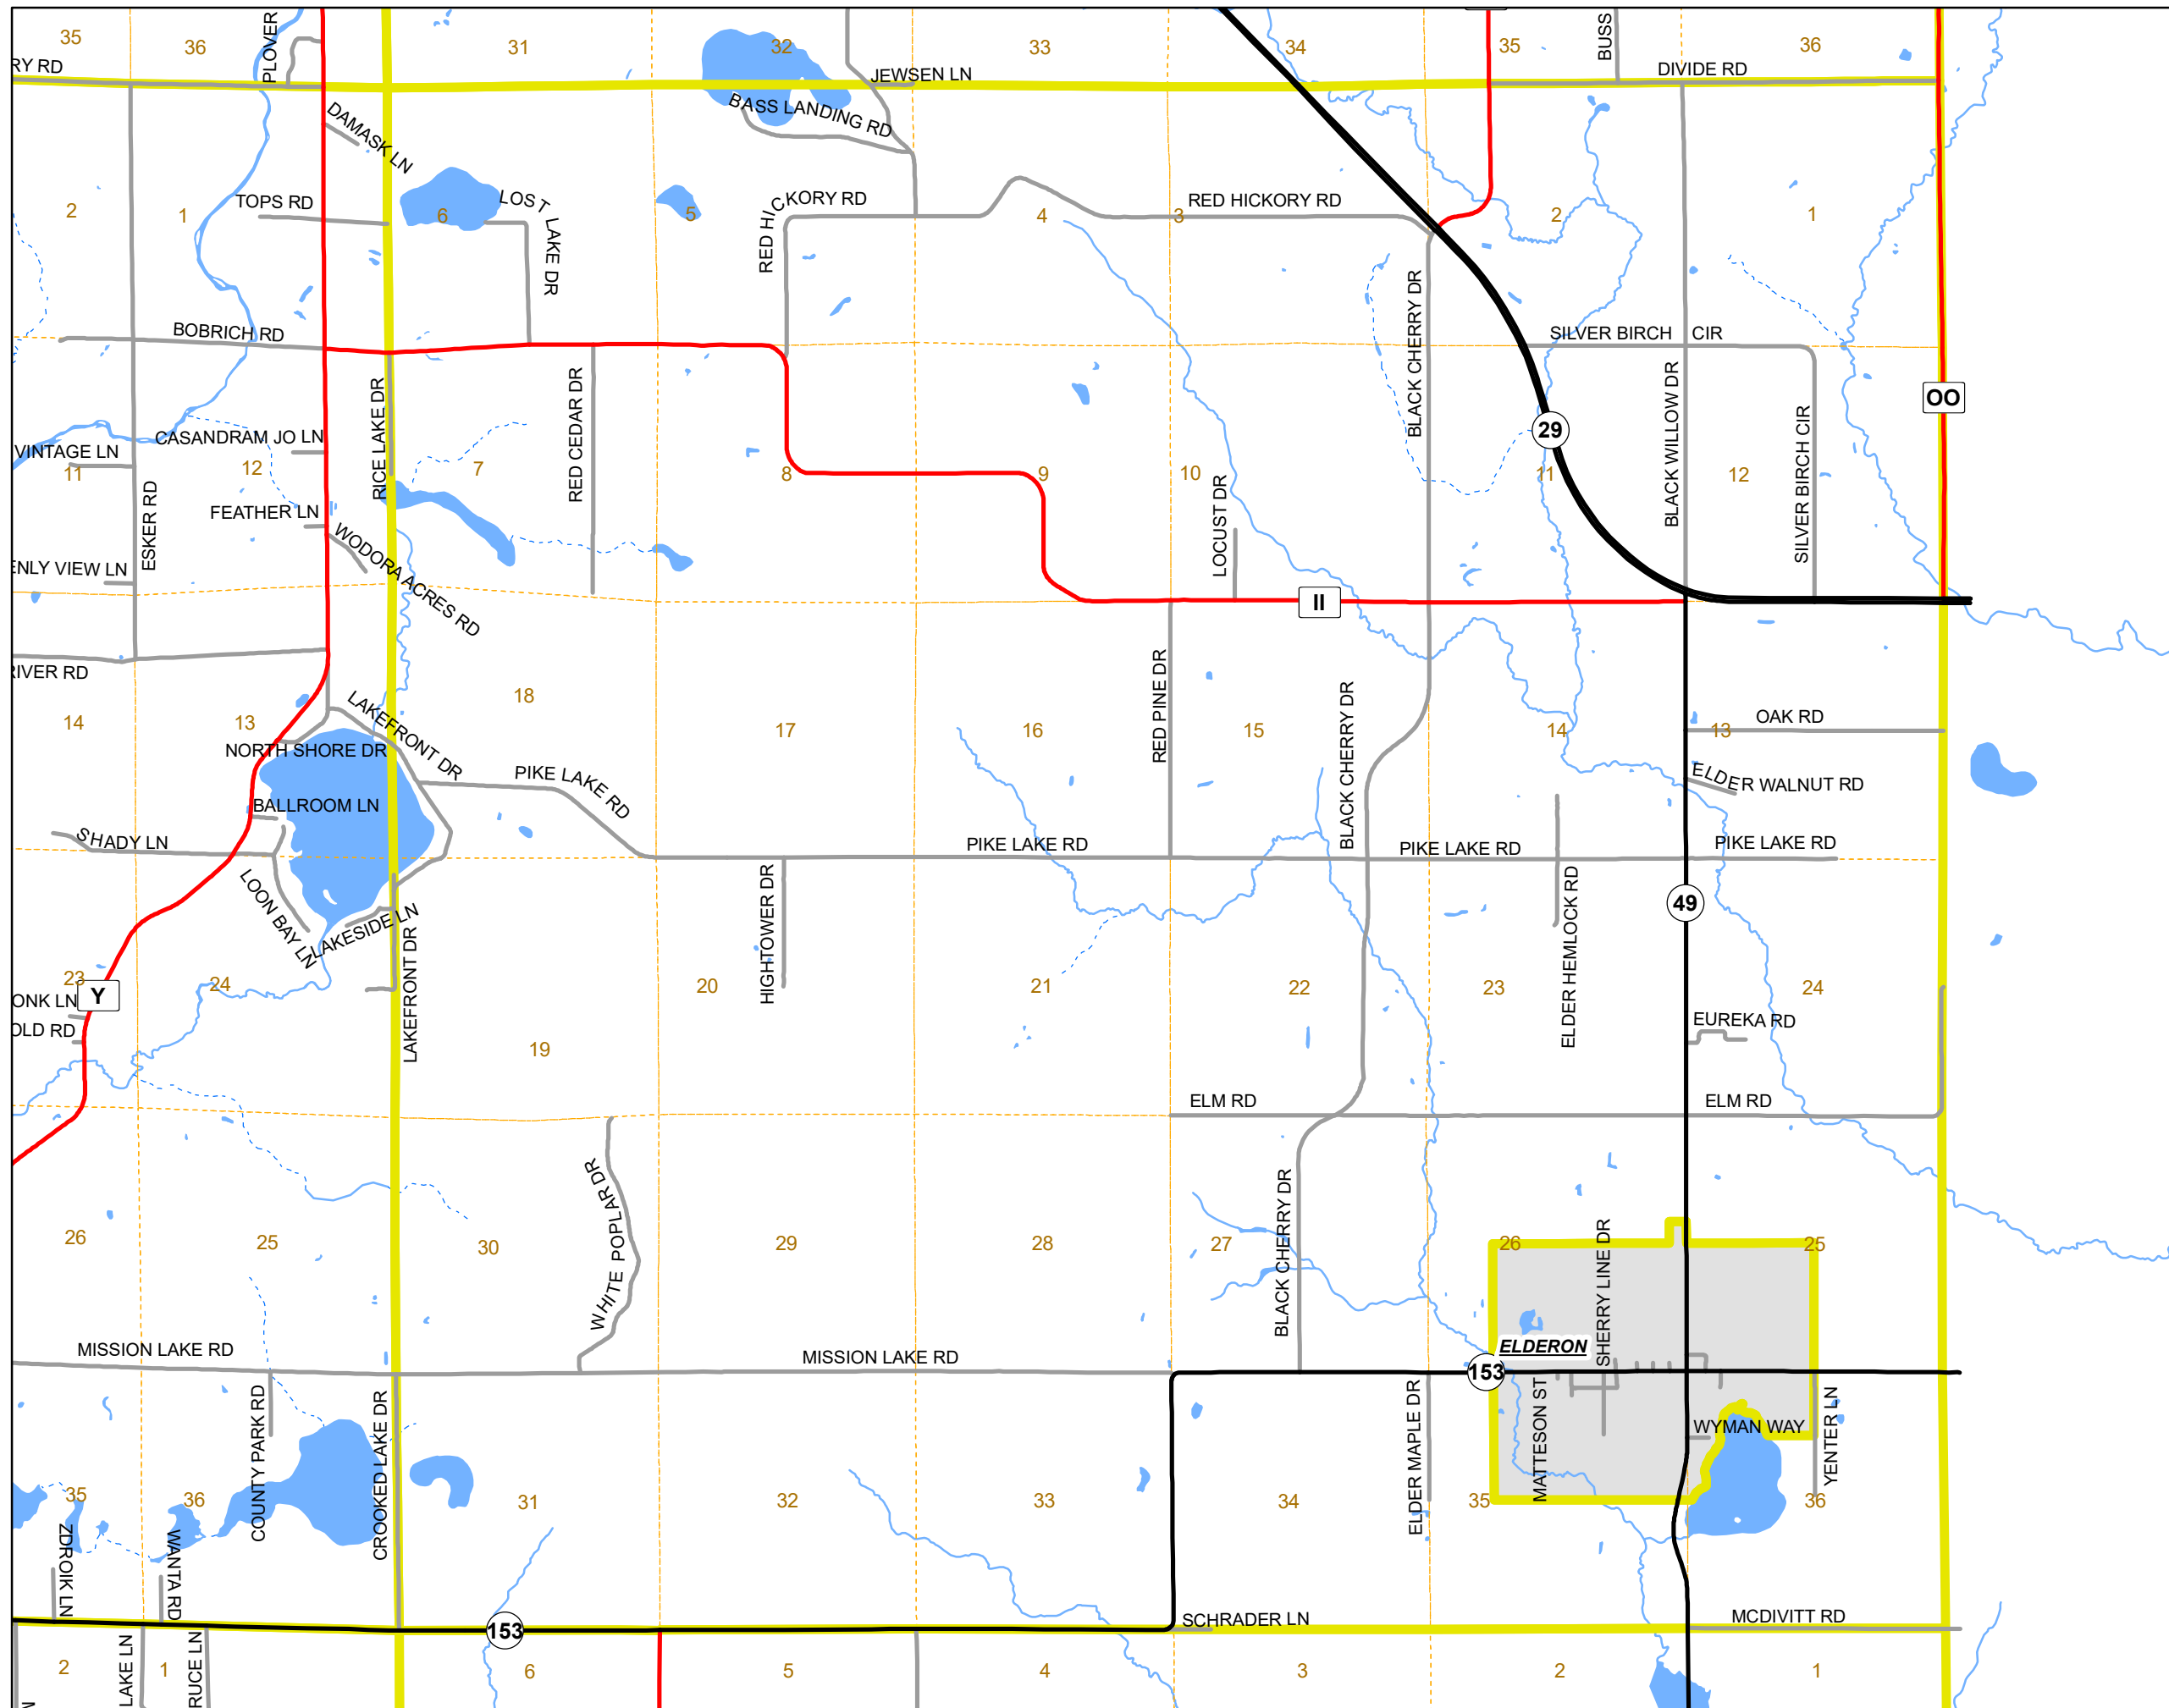 35
36
PLOVER
31
32
33
34
35
BUSS
36
RY RD
JEWSEN LN
DIVIDE RD
BASS LANDING RD
DAMASK LN
2
1
TOPS RD
6
LOST LAKE DR
5
RED HICKORY RD
4
3
RED HICKORY RD
2
1
BOBRICH RD
BLACK CHERRY DR
SILVER BIRCH CIR
RICE LAKE DR
RED CEDAR DR
BLACK WILLOW DR
OO
SILVER BIRCH CIR
29
VINTAGE LN
CASANDRAM JO LN
11
12
7
8
9
10
11
12
LOCUST DR
ESKER RD
FEATHER LN
WODORA ACRES RD
ENLY VIEW LN
II
RIVER RD
18
RED PINE DR
BLACK CHERRY DR
14
13
LAKEFRONT DR
17
16
15
14
13
OAK RD
NORTH SHORE DR
PIKE LAKE RD
ELDER WALNUT RD
BALLROOM LN
SHADY LN
PIKE LAKE RD
PIKE LAKE RD
PIKE LAKE RD
LOON BAY LN
LAKESIDE LN
LAKEFRONT DR
HIGHTOWER DR
ELDER HEMLOCK RD
49
23
Y
24
20
21
22
23
24
ONK LN
OLD RD
19
EUREKA RD
ELM RD
ELM RD
WHITE POPLAR DR
BLACK CHERRY DR
26
25
30
29
28
27
26
SHERRY LINE DR
25
MISSION LAKE RD
MISSION LAKE RD
ELDERON
153
COUNTY PARK RD
CROOKED LAKE DR
ELDER MAPLE DR
MATTESON ST
WYMAN WAY
YENTER LN
35
36
31
32
33
34
35
36
ZDROIK LN
WANTA RD
153
SCHRADER LN
MCDIVITT RD
LAKE LN
RUCH LN
2
1
6
5
4
3
2
1